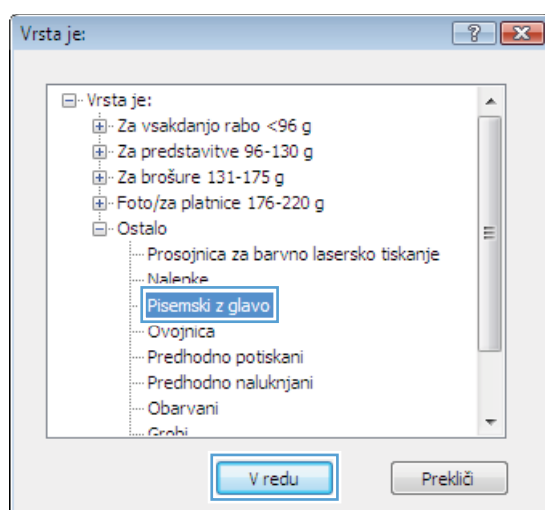 Vrsta je:
Vrsta je:
Za vsakdanjo rabo <96 g
Za predstavitve 96-130 g
Za brošure 131-175 g
Foto/za platnice 176-220 g
Ostalo
Prosojnica za barvno lasersko tiskanje
Nalepke
Pisemski z glavo
Ovojnica
Predhodno potiskani
Predhodno naluknjani
Obarvani
Grobi
V redu Prekliči